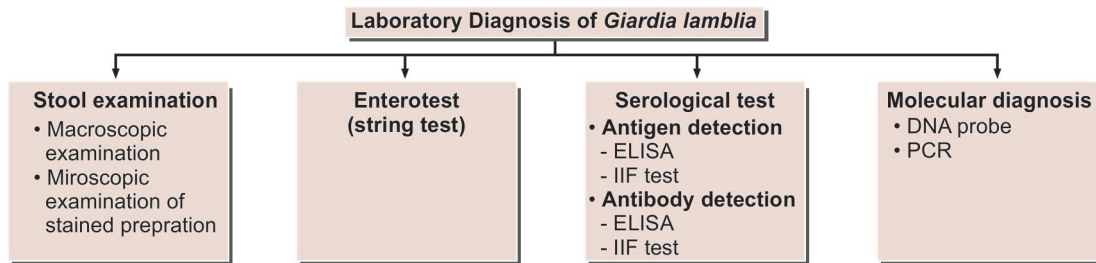 Laboratory Diagnosis of Giardia lamblia
Stool examination
• Macroscopic
examination
• Miroscopic
examination of
stained prepration
Enterotest
(string test)
Serological test
• Antigen detection
- ELISA
- IIF test
• Antibody detection
- ELISA
- IIF test
Molecular diagnosis
• DNA probe
• PCR